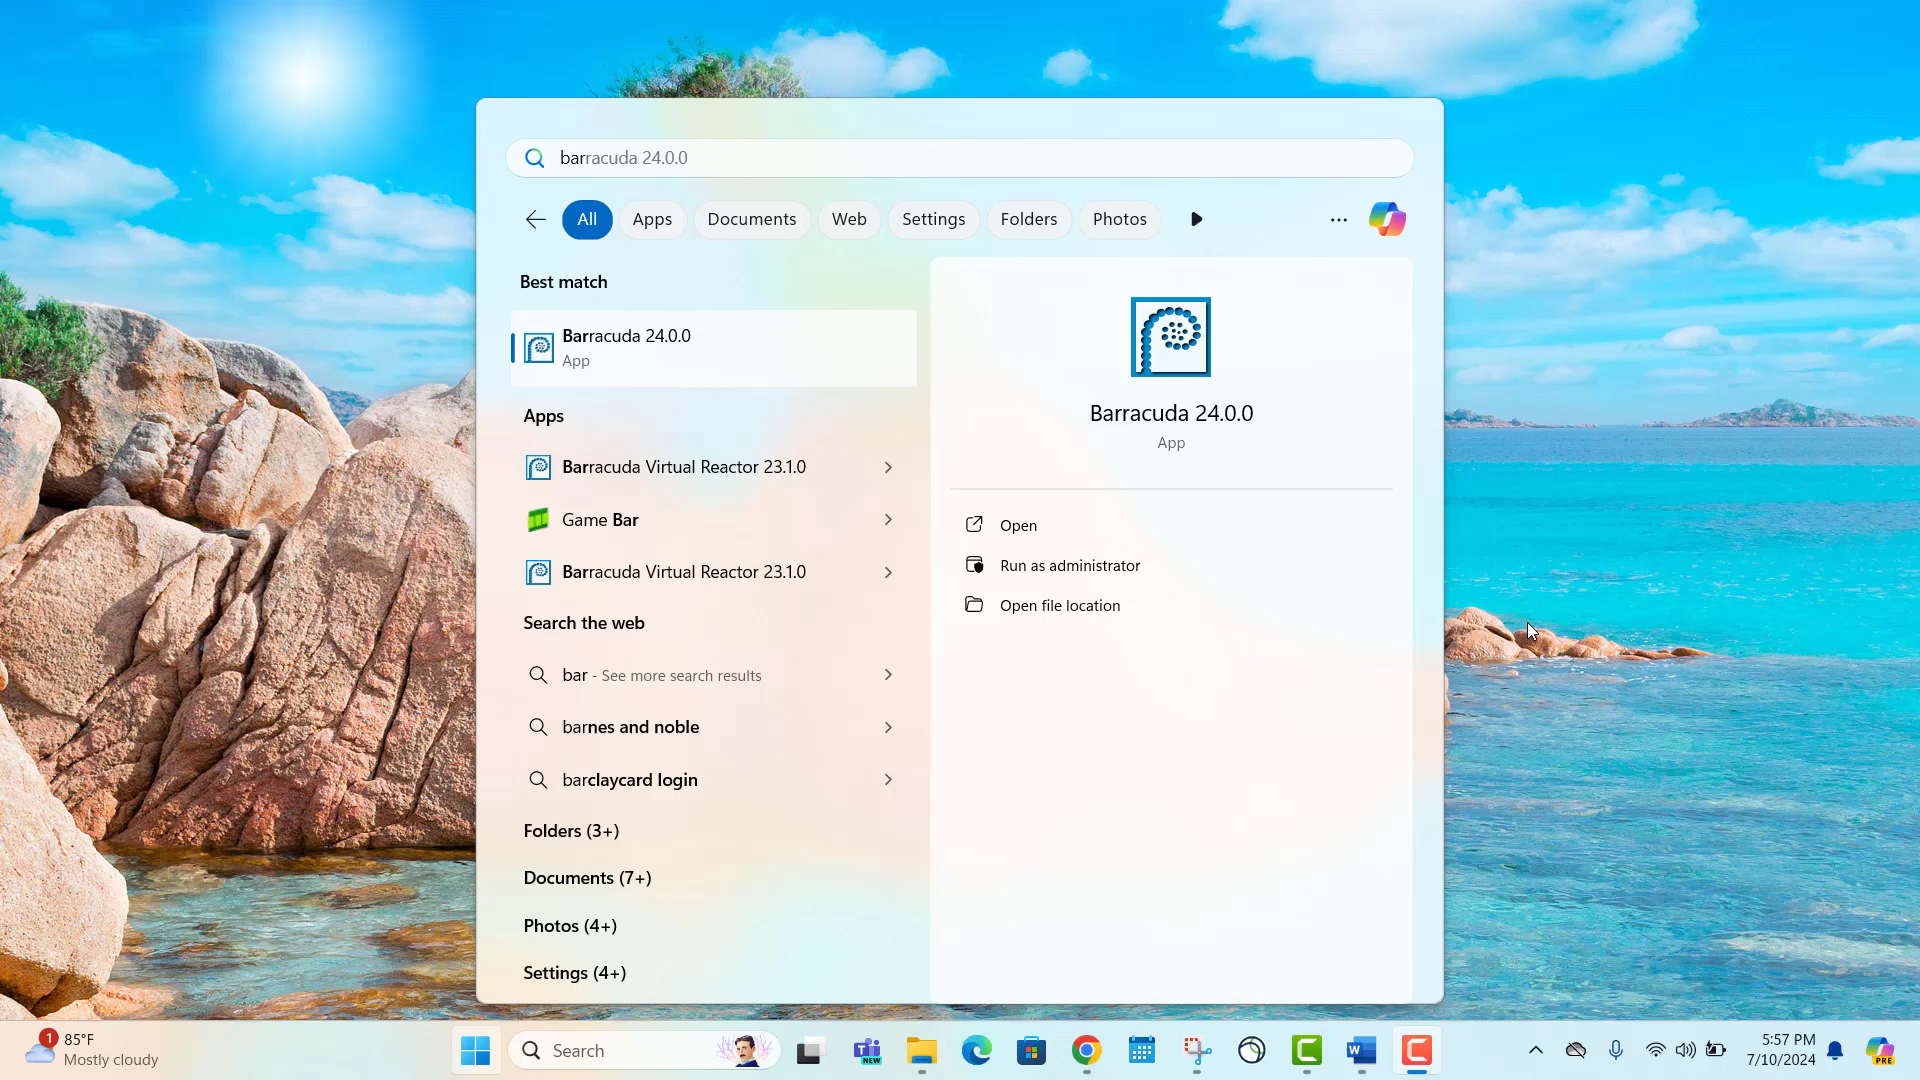 barracuda 24.0.0
All
Apps
Documents
Web
Settings
Folders
Photos
Best match
Barracuda 24.0.0
App
Apps
Barracuda Virtual Reactor 23.1.0
Game Bar
Barracuda Virtual Reactor 23.1.0
Search the web
bar - See more search results
barnes and noble
barclaycard login
Folders (3+)
Documents (7+)
Photos (4+)
Settings (4+)
Barracuda 24.0.0
App
Open
Run as administrator
Open file location
1
85°F
Mostly cloudy
Search
NEW
5:57 PM
7/10/2024
PRE